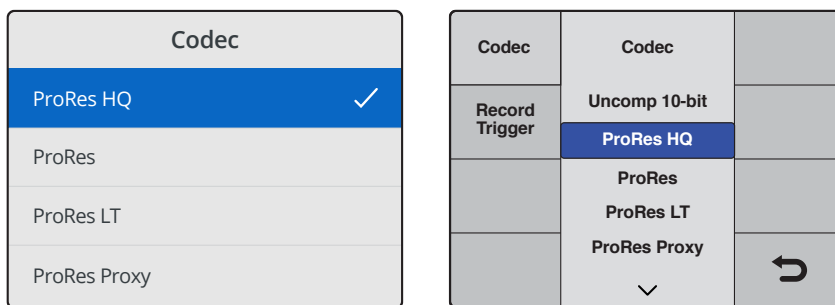 Codec
ProRes HQ
ProRes
ProRes LT
ProRes Proxy
Codec
Record
Trigger
Codec
Uncomp 10-bit
ProRes HQ
ProRes
ProRes LT
ProRes Proxy